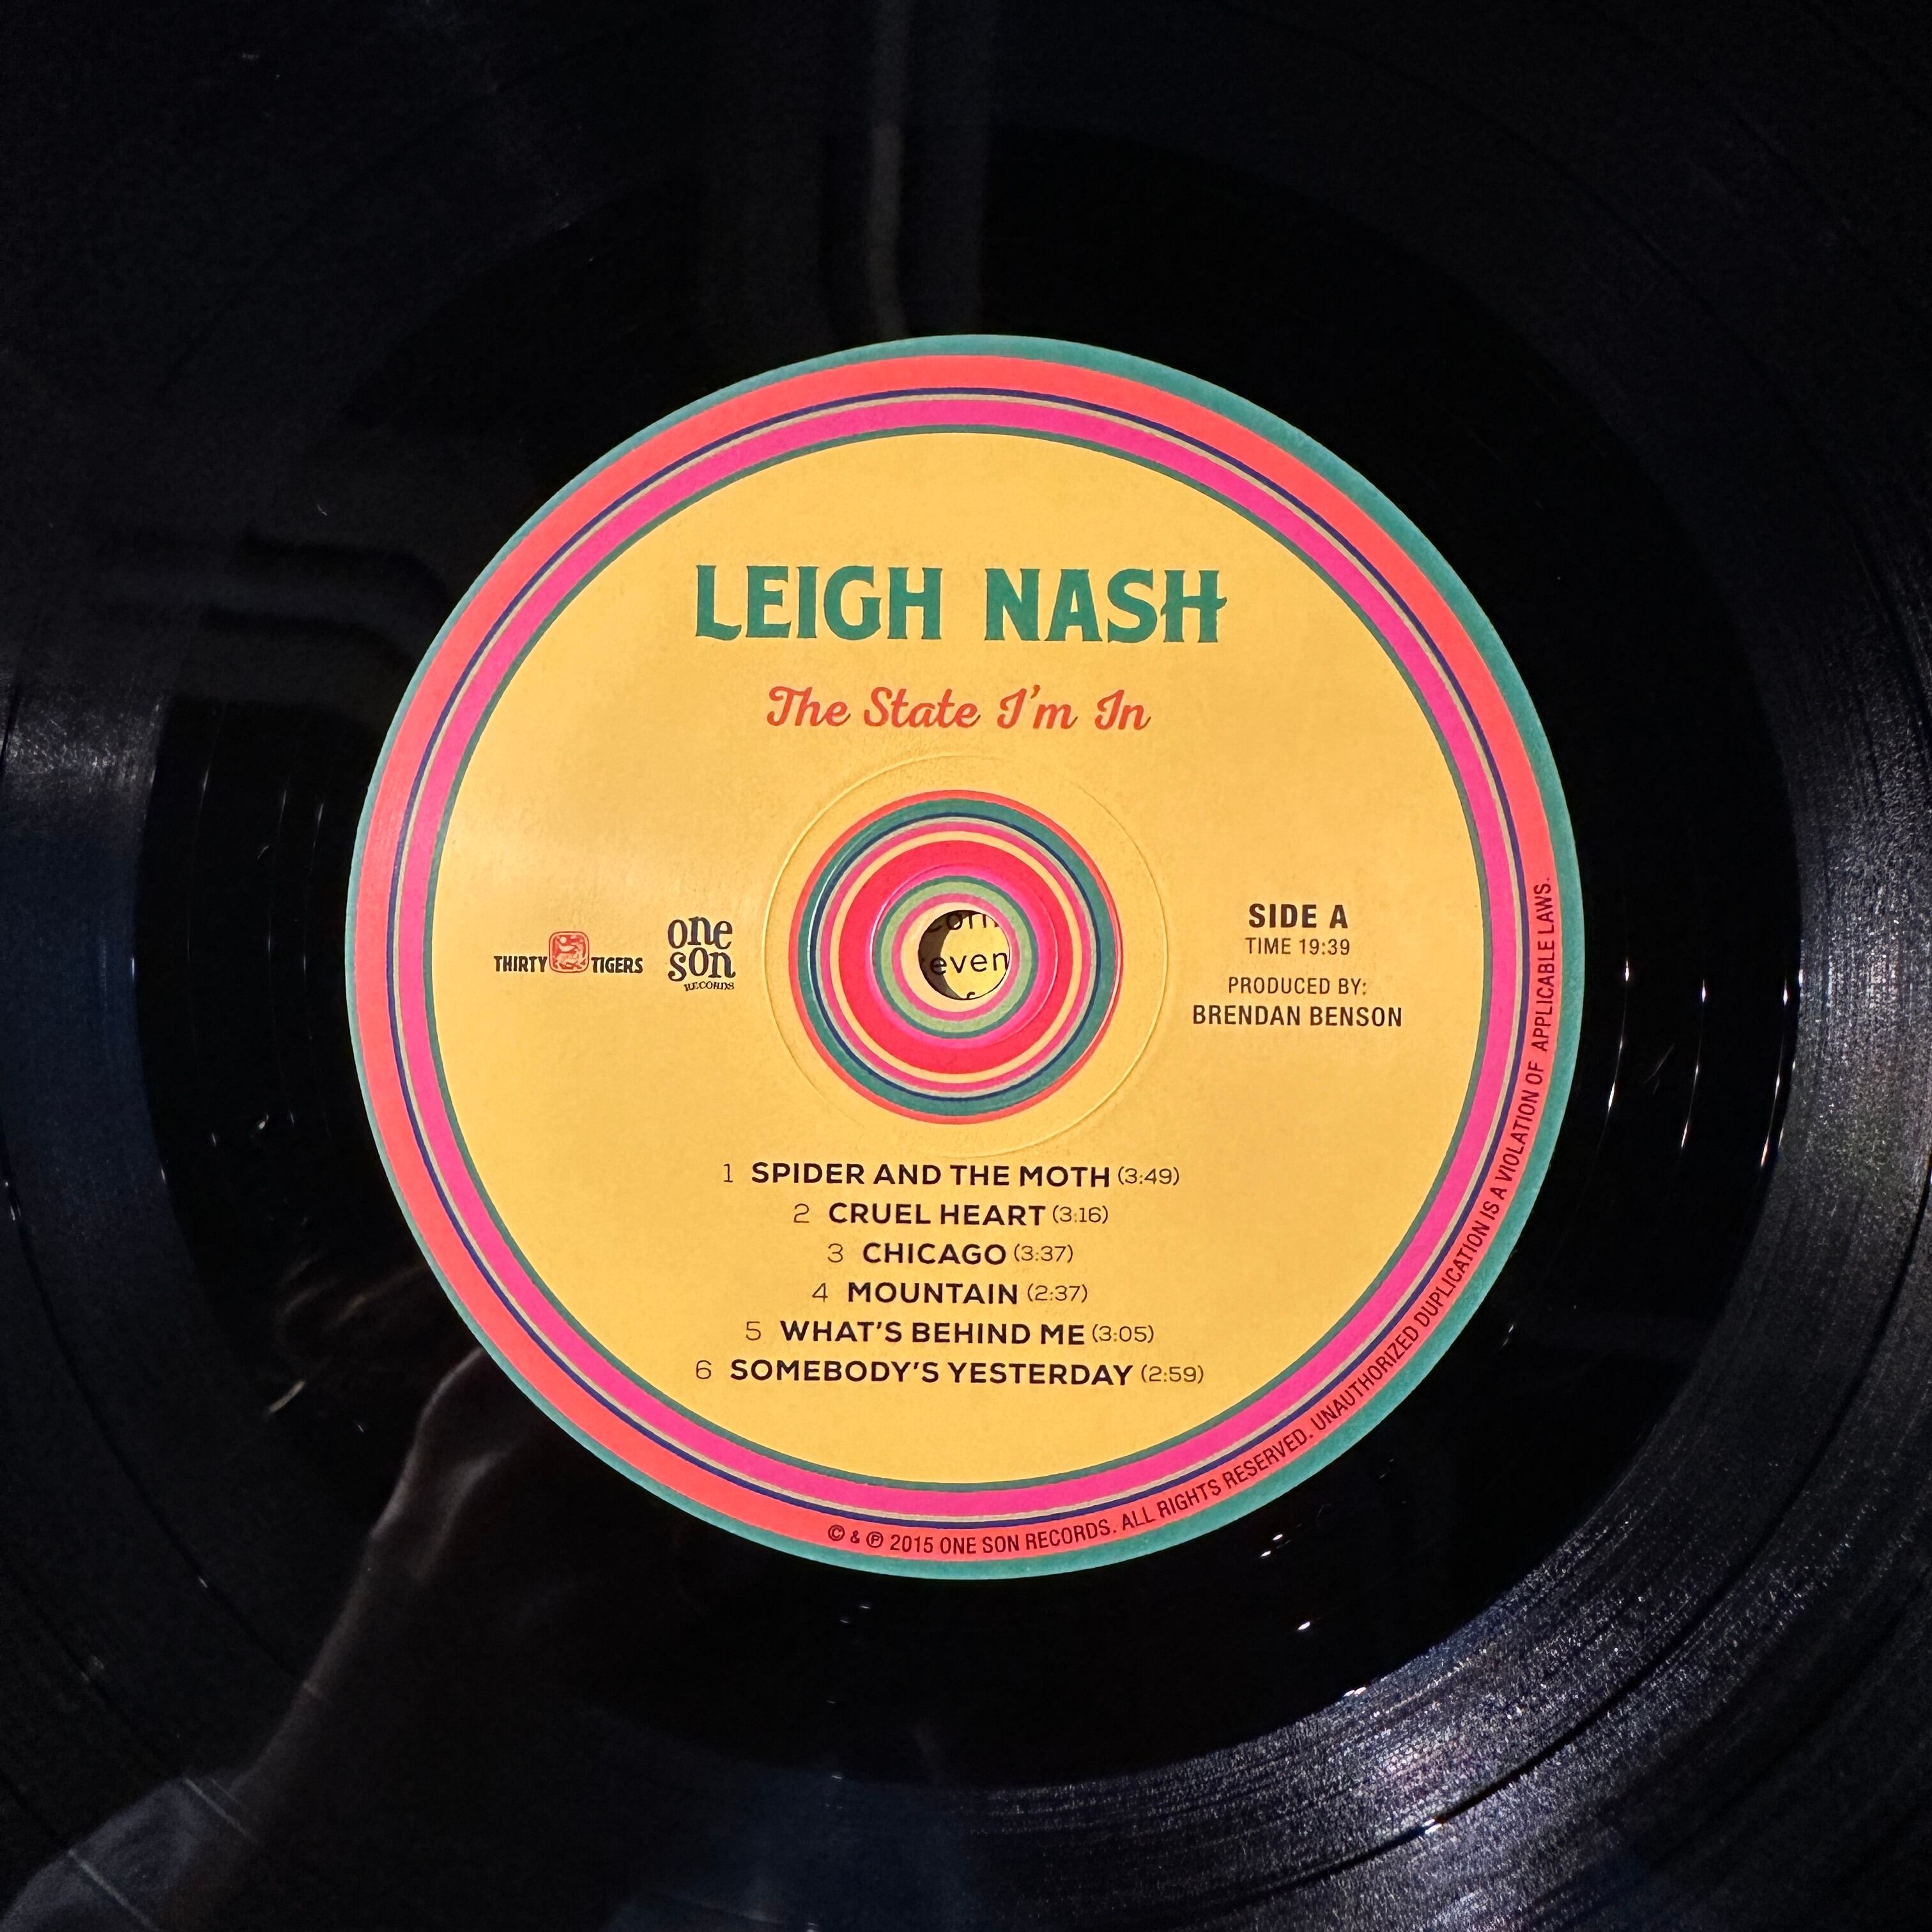 LEIGH NASH
The State I'm In
THIRTY TIGERS
one
son
RECORDS
even
SIDE A
TIME 19:39
PRODUCED BY:
BRENDAN BENSON
1 SPIDER AND THE MOTH (3:49)
2 CRUEL HEART (3:16)
3 CHICAGO (3:37)
4 MOUNTAIN (2:37)
5 WHAT'S BEHIND ME (3:05)
6 SOMEBODY'S YESTERDAY (2:59)
© & ℗ 2015 ONE SON RECORDS. ALL RIGHTS RESERVED. UNAUTHORIZED DUPLICATION IS A VIOLATION OF APPLICABLE LAWS.